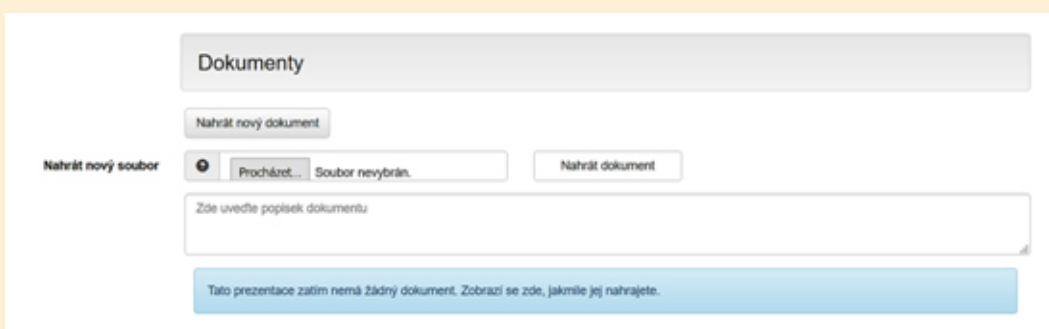 Dokumenty
Nahrát nový dokument
Nahrát nový soubor Procházet... Soubor nevybrán. Nahrát dokument
Zde uveďte popisek dokumentu
Tato prezentace zatím nemá žádný dokument. Zobrazí se zde, jakmile jej nahrajete.